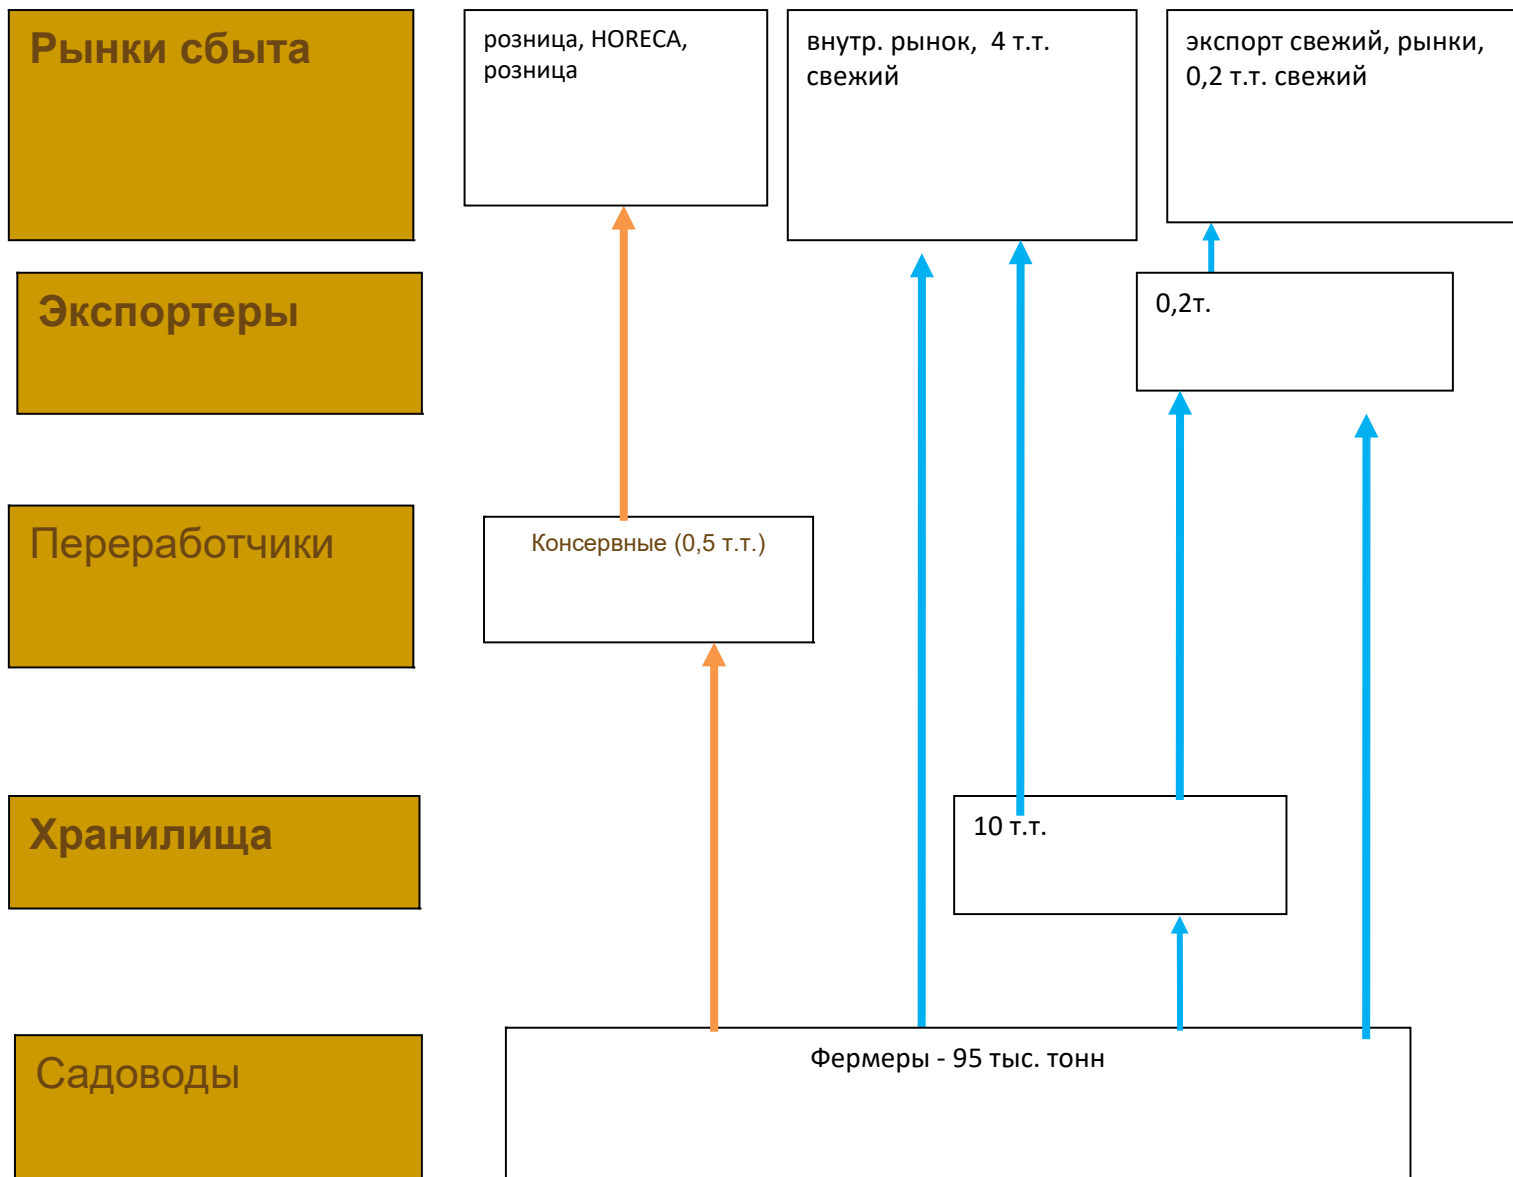 Рынки сбыта
розница, HORECA,
розница
внутр. рынок, 4 т.т.
свежий
экспорт свежий, рынки,
0,2 т.т. свежий
Экспортеры
0,2т.
Переработчики
Консервные (0,5 т.т.)
Хранилища
10 т.т.
Садоводы
Фермеры - 95 тыс. тонн